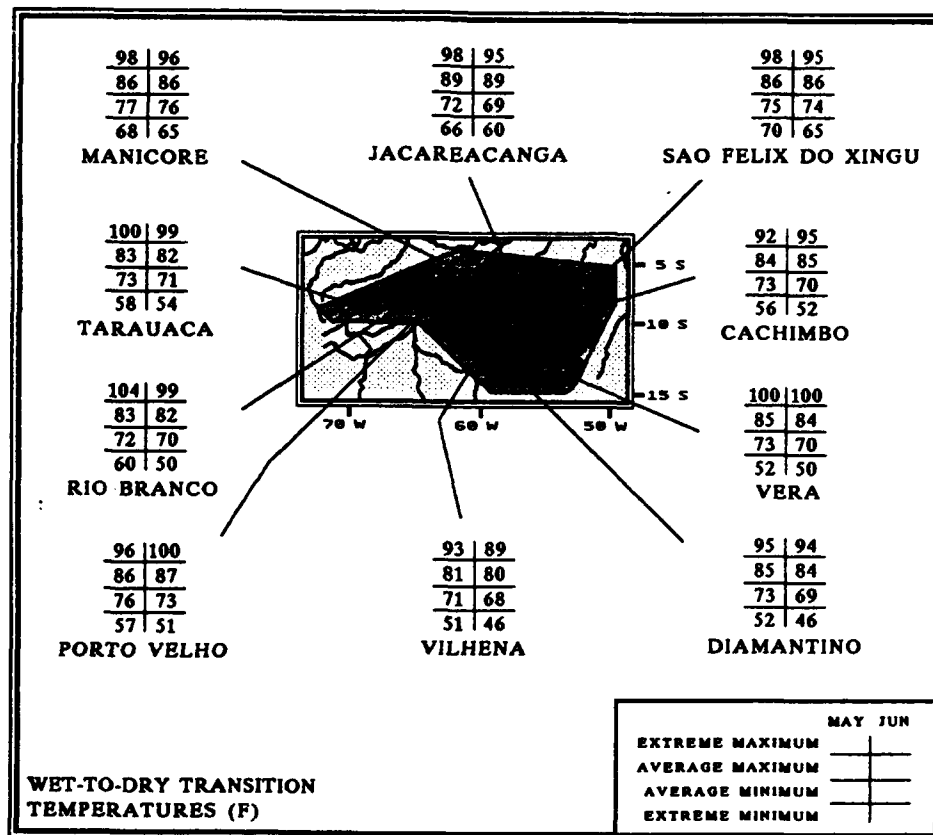 98 | 96
86 | 86
77 | 76
68 | 65
MANICORE
98 | 95
89 | 89
72 | 69
66 | 60
JACAREACANGA
98 | 95
86 | 86
75 | 74
70 | 65
SAO FELIX DO XINGU
100 | 99
83 | 82
73 | 71
58 | 54
TARAUACA
92 | 95
84 | 85
73 | 70
56 | 52
CACHIMBO
5 S
10 S
15 S
70 W
60 W
50 W
104 | 99
83 | 82
72 | 70
60 | 50
RIO BRANCO
100 | 100
85 | 84
73 | 70
52 | 50
VERA
96 | 100
86 | 87
76 | 73
57 | 51
PORTO VELHO
93 | 89
81 | 80
71 | 68
51 | 46
VILHENA
95 | 94
85 | 84
73 | 69
52 | 46
DIAMANTINO
WET-TO-DRY TRANSITION
TEMPERATURES (F)
MAY JUN
EXTREME MAXIMUM
AVERAGE MAXIMUM
AVERAGE MINIMUM
EXTREME MINIMUM